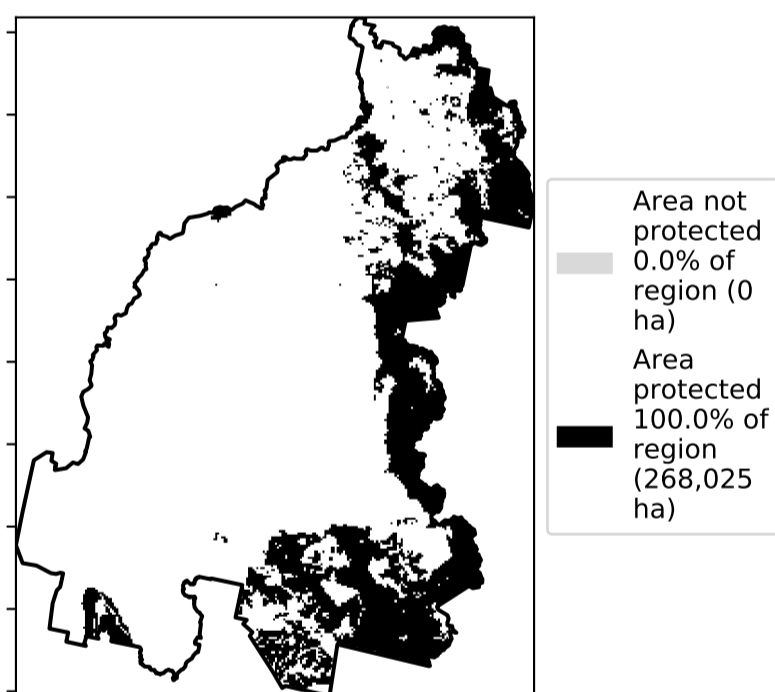 Area not
protected
0.0% of
region (0
ha)
Area
protected
100.0% of
region
(268,025
ha)